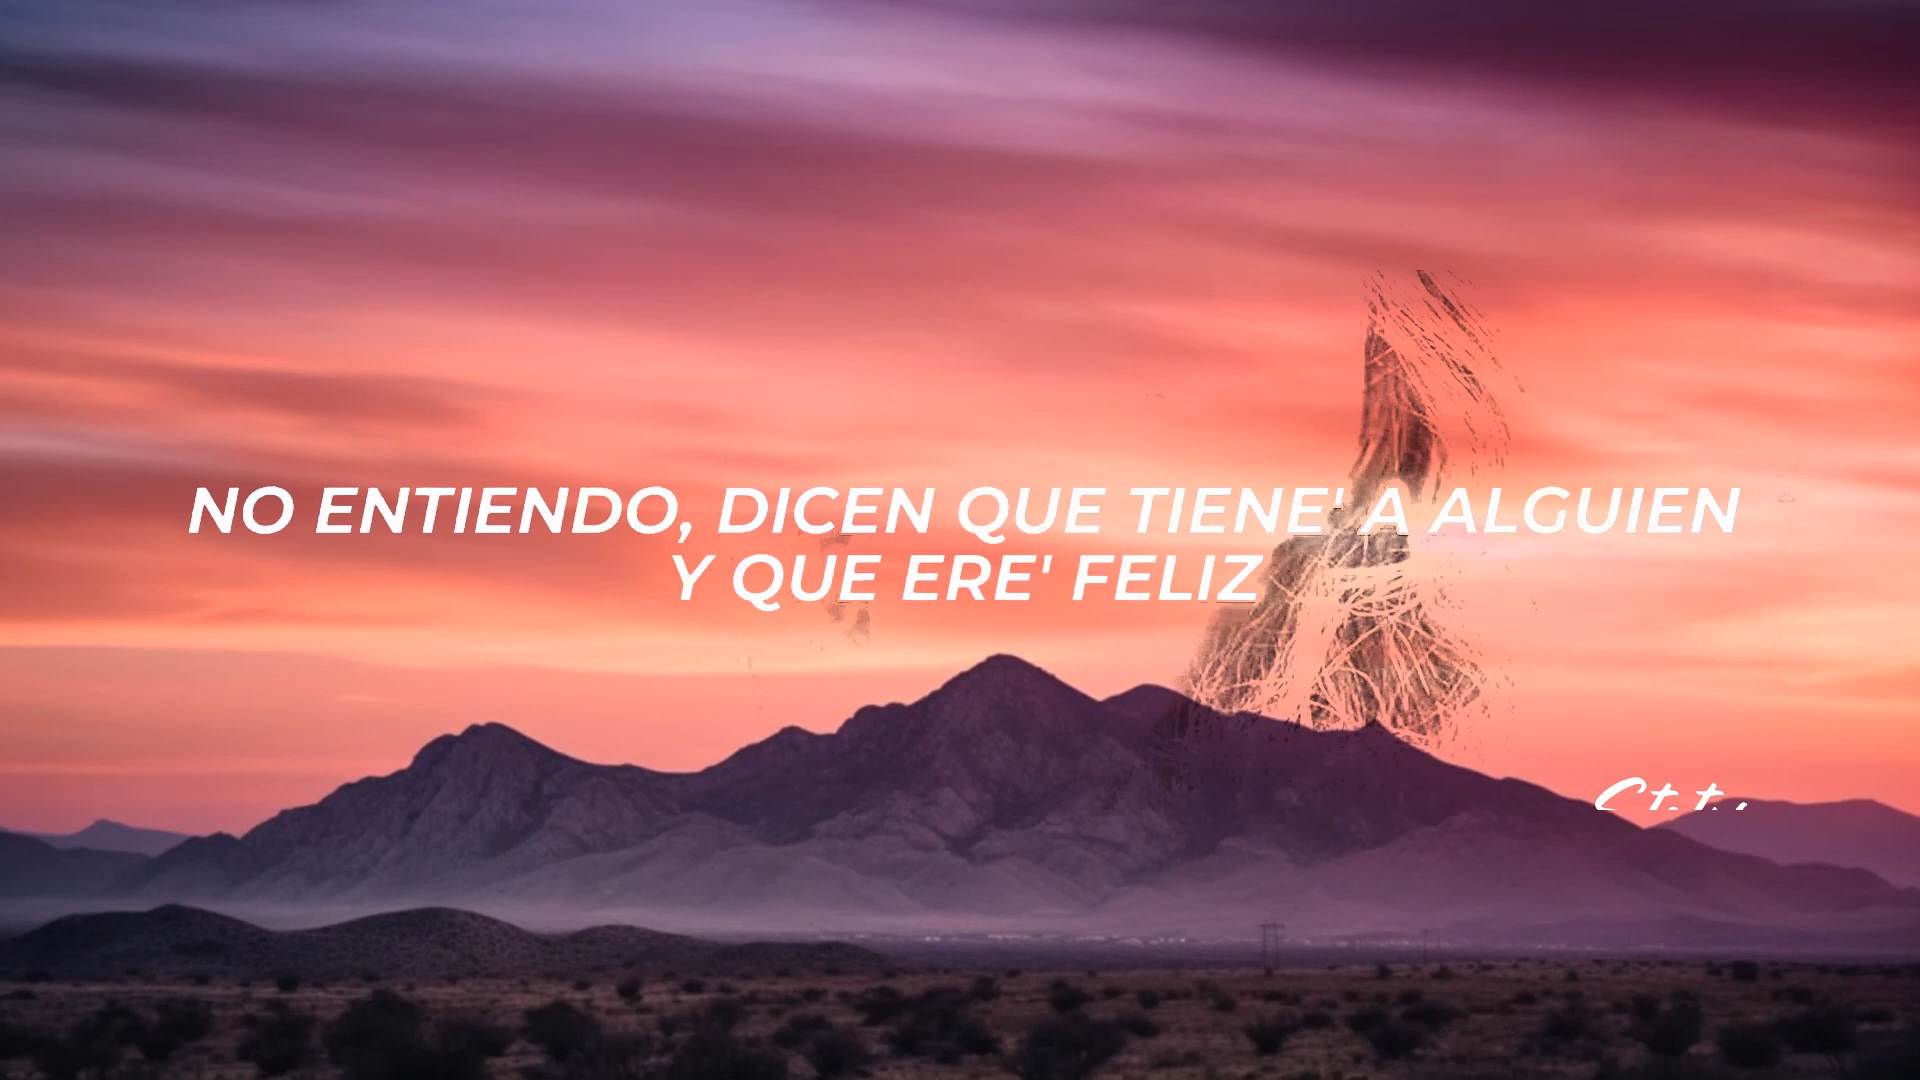 NO ENTIENDO, DICEN QUE TIENE' A ALGUIEN
Y QUE ERE' FELIZ